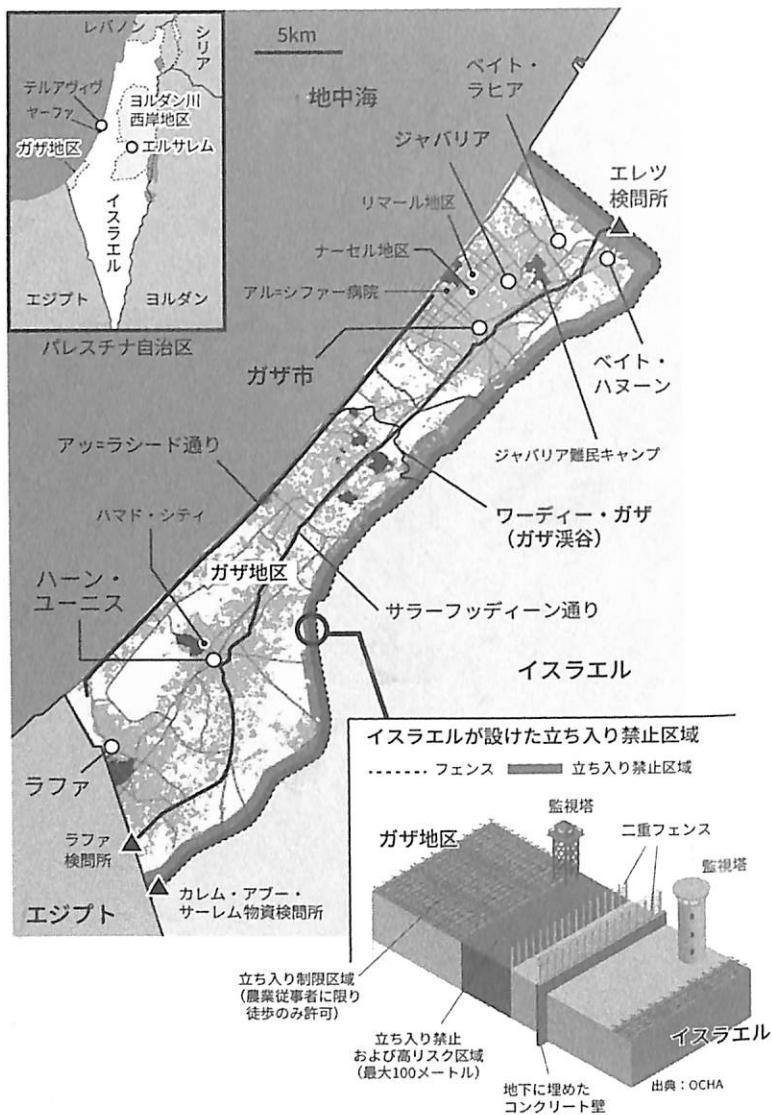 レバノン
シリア
テルアヴィヴ
ヤーファ
ヨルダン川
西岸地区
ガザ地区
エルサレム
イスラエル
エジプト
ヨルダン
パレスチナ自治区
5km
地中海
ベイト・
ラヒア
ジャバリア
エレツ
検問所
リマール地区
ナーセル地区
アル=シファー病院
ガザ市
ベイト・
ハヌーン
アッ=ラシード通り
ジャバリア難民キャンプ
ハマド・シティ
ワーディー・ガザ
(ガザ渓谷)
ガザ地区
ハーン・
ユーニス
サラーフッディーン通り
イスラエル
ラファ
ラファ
検問所
エジプト
カレム・アブー・
サーレム物資検問所
イスラエルが設けた立ち入り禁止区域
フェンス
立ち入り禁止区域
監視塔
ガザ地区
二重フェンス
監視塔
立ち入り制限区域
(農業従事者に限り
徒歩のみ許可)
立ち入り禁止
および高リスク区域
(最大100メートル)
イスラエル
地下に埋めた
コンクリート壁
出典:OCHA